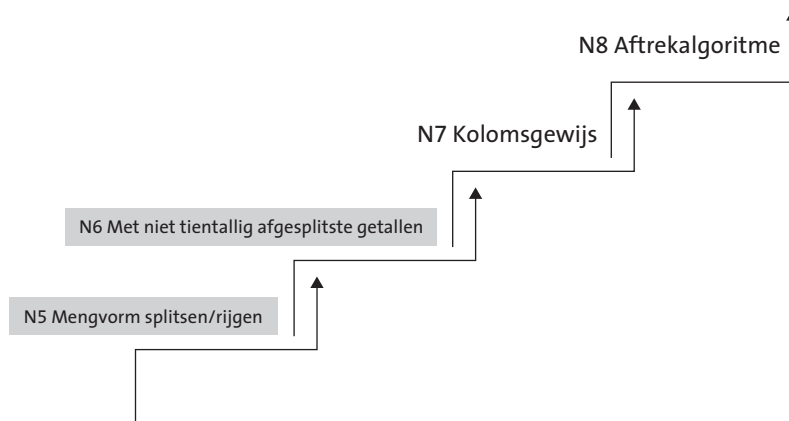 N8 Aftrekalgoritme
N7 Kolomsgewijs
N6 Met niet tientallig afgesplitste getallen
N5 Mengvorm splitsen/rijgen